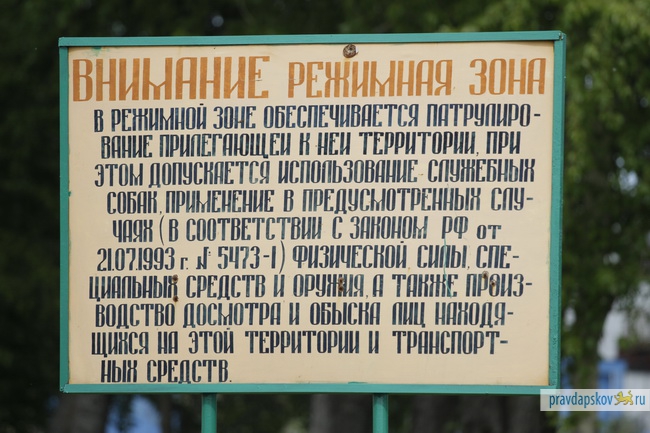 ВНИМАНИЕ РЕЖИМНАЯ ЗОНА
В РЕЖИМНОЙ ЗОНЕ ОБЕСПЕЧИВАЕТСЯ ПАТРУЛИРО-
ВАНИЕ ПРИЛЕГАЮЩЕЙ К НЕЙ ТЕРРИТОРИИ, ПРИ
ЭТОМ ДОПУСКАЕТСЯ ИСПОЛЬЗОВАНИЕ СЛУЖЕБНЫХ
СОБАК ПРИМЕНЕНИЕ В ПРЕДУСМОТРЕННЫХ СЛУ-
ЧАЯХ (В СООТВЕТСТВИИ С ЗАКОНОМ РФ от
21.07.1993 г. № 5473-I) ФИЗИЧЕСКОЙ СИЛЫ, СПЕ-
ЦИАЛЬНЫХ СРЕДСТВ И ОРУЖИЯ, А ТАКЖЕ ПРОИЗ-
ВОДСТВО ДОСМОТРА И ОБЫСКА ЛИЦ НАХОДЯ-
ЩИХСЯ НА ЭТОЙ ТЕРРИТОРИИ И ТРАНСПОРТ-
НЫХ СРЕДСТВ.
pravdapskov.ru